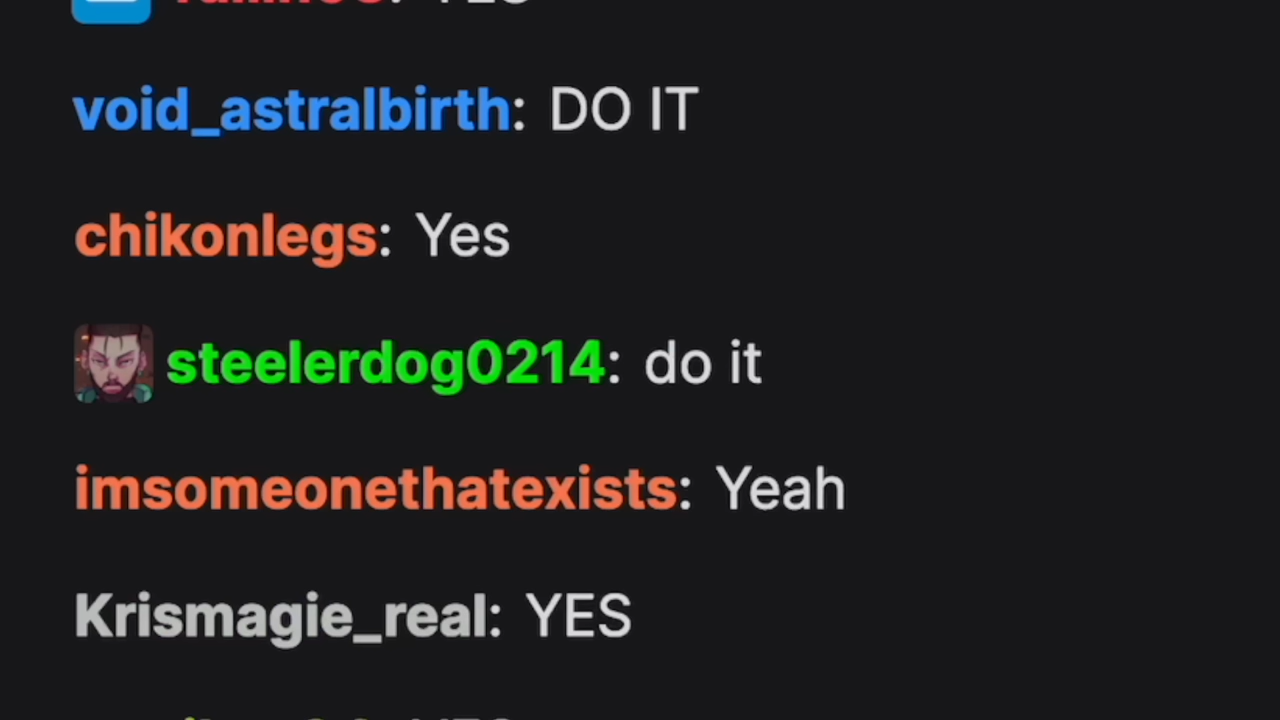 void_astralbirth: DO IT
chikonlegs: Yes
steelerdog0214: do it
imsomeonethatexists: Yeah
Krismagie_real: YES